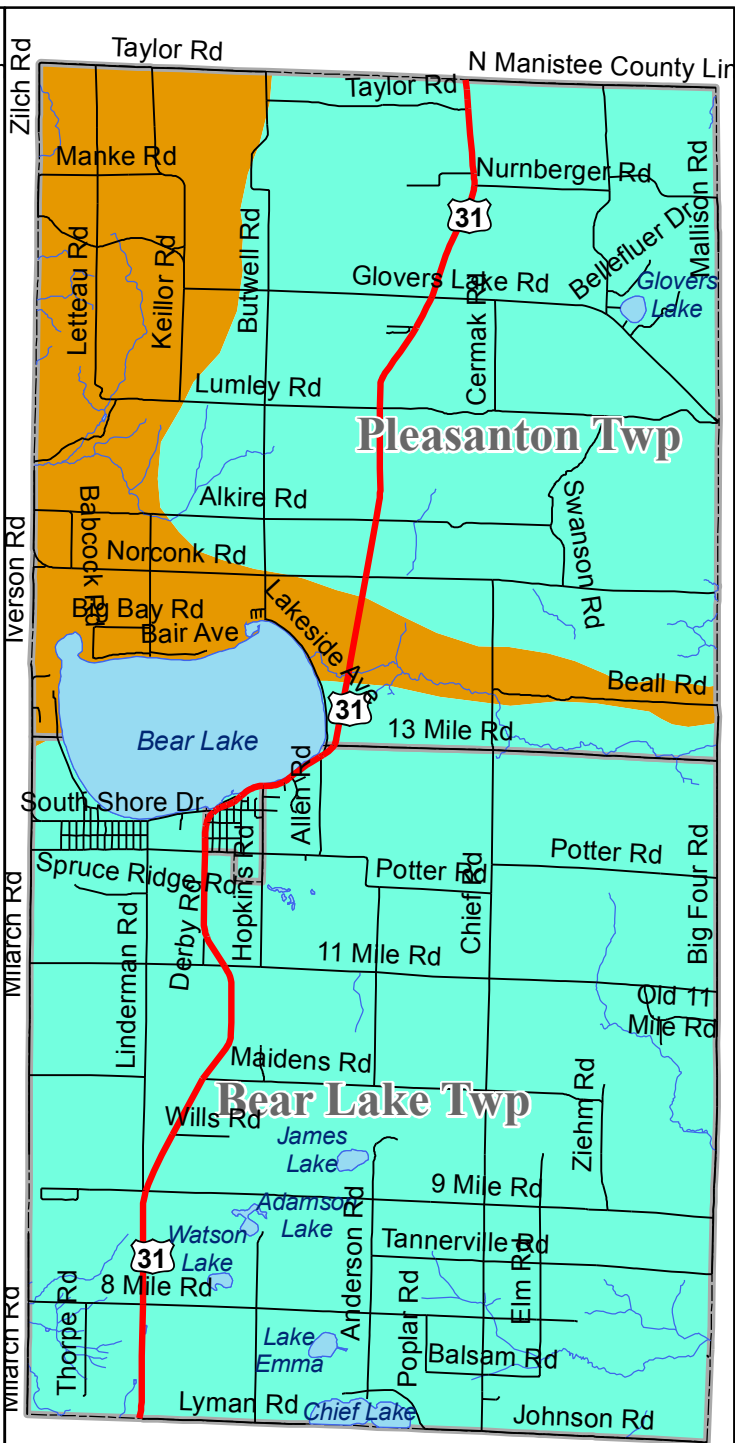 Taylor Rd
N Manistee County Lin
Zilch Rd
Taylor Rd
Manke Rd
Nurnberger Rd
Mallison Rd
31
Butwell Rd
Letteau Rd
Keillor Rd
Bellefluer Dr
Glovers Lake Rd
Glovers
Lake
Cermak Rd
Lumley Rd
Pleasanton Twp
Alkire Rd
Swanson Rd
Babcock Rd
Iverson Rd
Norconk Rd
Big Bay Rd
Bair Ave
E
Lakeside Ave
Beall Rd
31
13 Mile Rd
Bear Lake
Allen Rd
South Shore Dr
Potter Rd
Spruce Ridge Rd
Potter Rd
Hopkins Rd
Derby Rd
Chief Rd
Big Four Rd
Milarch Rd
Linderman Rd
11 Mile Rd
Old 11
Mile Rd
Maidens Rd
Ziehm Rd
Bear Lake Twp
Wills Rd
James
Lake
9 Mile Rd
Adamson
Lake
Anderson Rd
Watson
Lake
Tannerville Rd
31
8 Mile Rd
Elm Rd
Milarch Rd
Thorpe Rd
Poplar Rd
Lake
Emma
Balsam Rd
Lyman Rd
Chief Lake
Johnson Rd